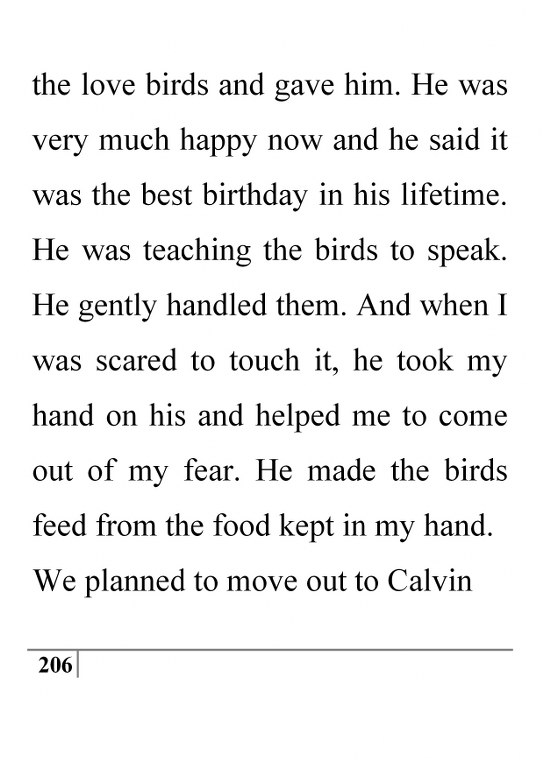 the love birds and gave him. He was
very much happy now and he said it
was the best birthday in his lifetime.
He was teaching the birds to speak.
He gently handled them. And when I
was scared to touch it, he took my
hand on his and helped me to come
out of my fear. He made the birds
feed from the food kept in my hand.
We planned to move out to Calvin
206